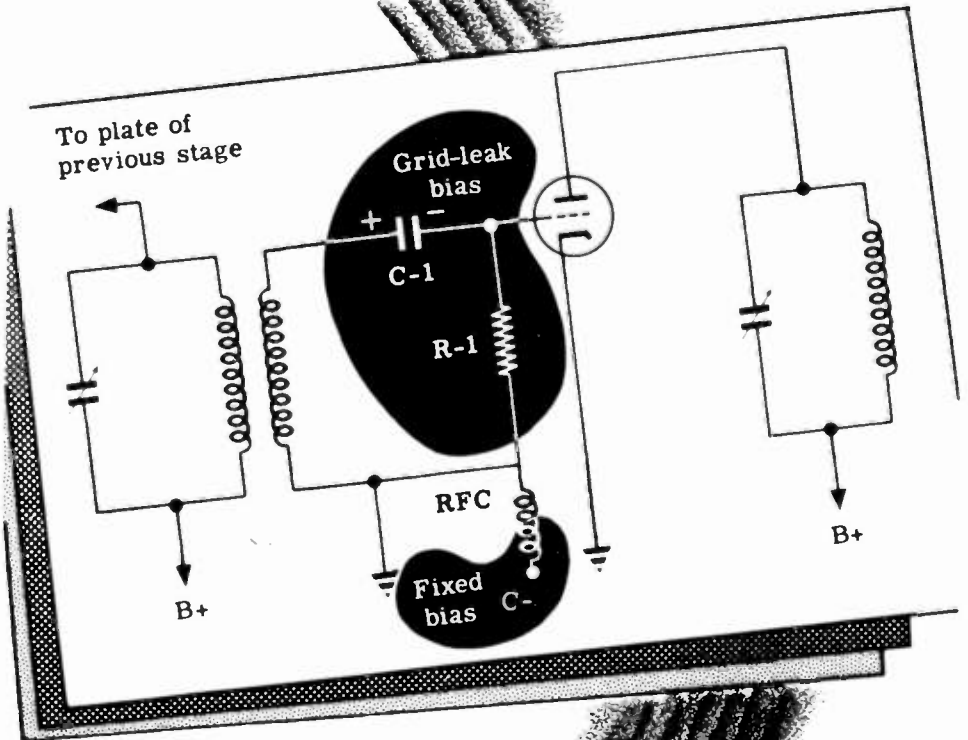 To plate of
previous stage
Grid-leak
bias
+
−
C-1
R-1
RFC
Fixed
bias
C-
B+
B+